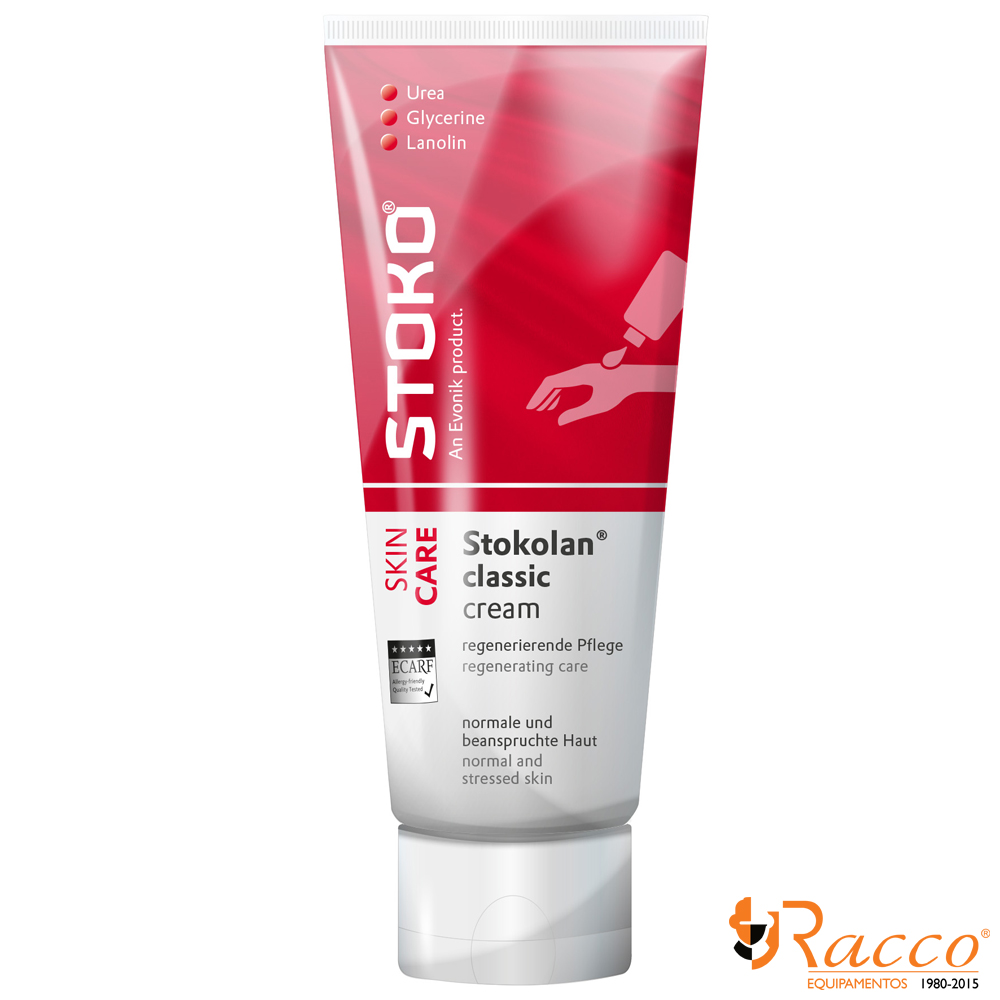 Urea
Glycerine
Lanolin
STOKO®
An Evonik product.
SKIN
CARE
Stokolan®
classic
cream
regenerierende Pflege
regenerating care
ECARF
Allergy-friendly
Quality Tested
normale und
beanspruchte Haut
normal and
stressed skin
Racco®
EQUIPAMENTOS 1980-2015